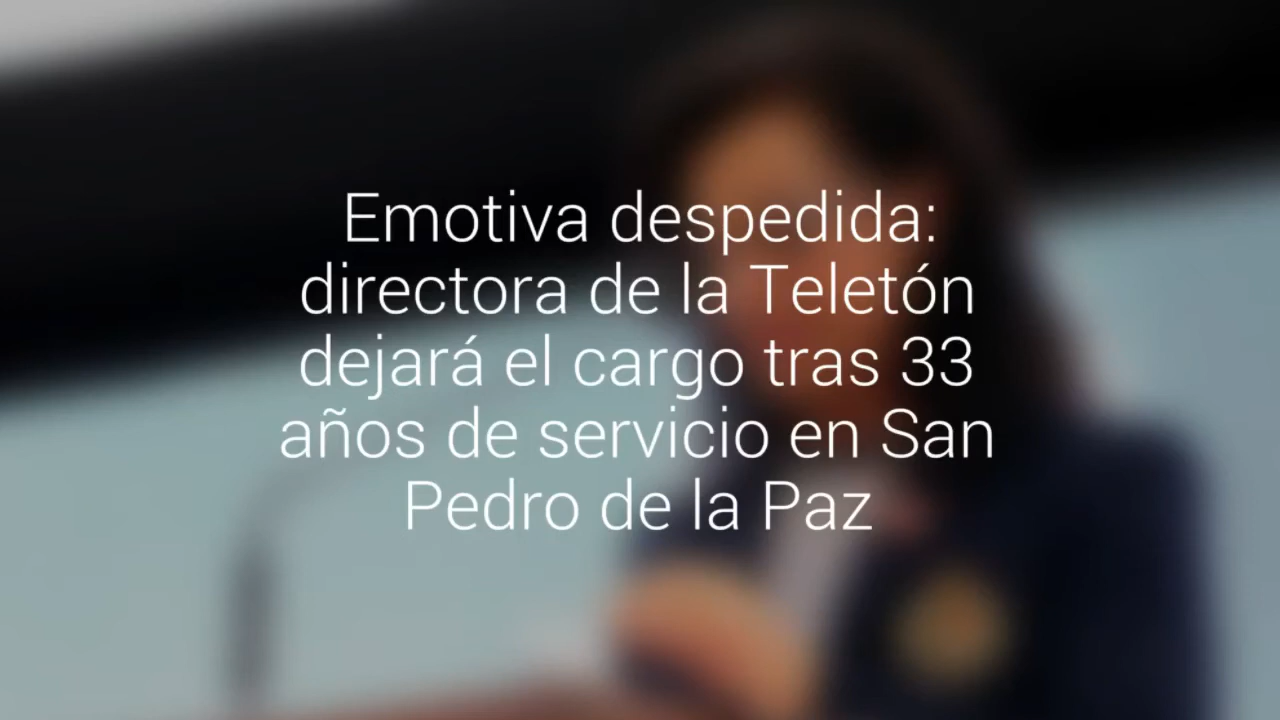 Emotiva despedida:
directora de la Teletón
dejará el cargo tras 33
años de servicio en San
Pedro de la Paz